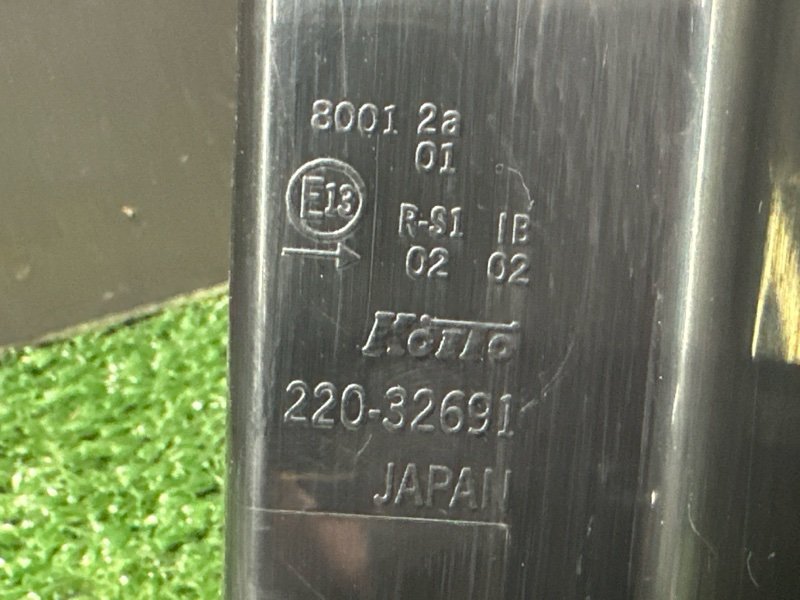 8001 2a
01
E13
R-S1 IB
02 02
Koito
220-32691
JAPAN